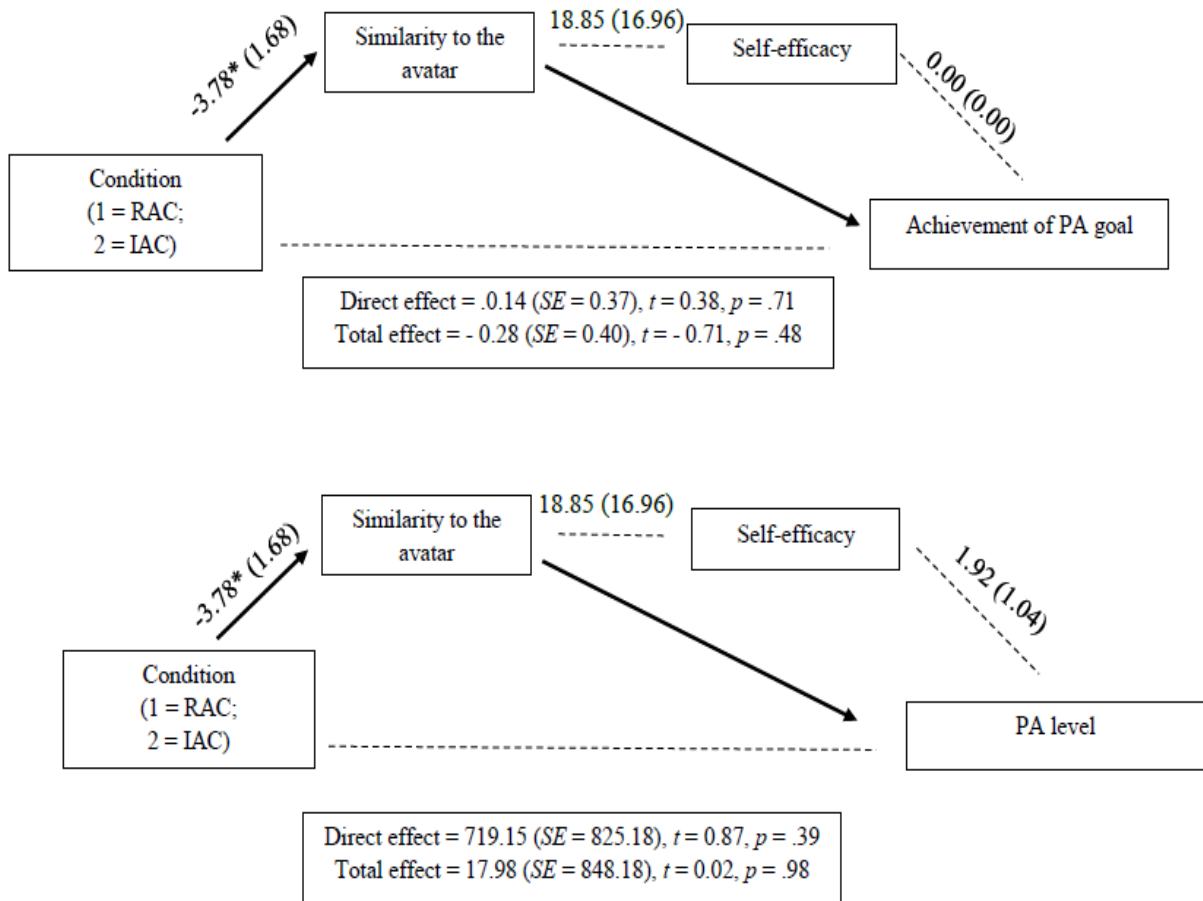 18.85 (16.96)
-3.78* (1.68)
Similarity to the
avatar
Self-efficacy
0.00 (0.00)
Condition
(1 = RAC;
2 = IAC)
Achievement of PA goal
Direct effect = .0.14 (SE = 0.37), t = 0.38, p = .71
Total effect = - 0.28 (SE = 0.40), t = - 0.71, p = .48
18.85 (16.96)
-3.78* (1.68)
Similarity to the
avatar
Self-efficacy
1.92 (1.04)
Condition
(1 = RAC;
2 = IAC)
PA level
Direct effect = 719.15 (SE = 825.18), t = 0.87, p = .39
Total effect = 17.98 (SE = 848.18), t = 0.02, p = .98